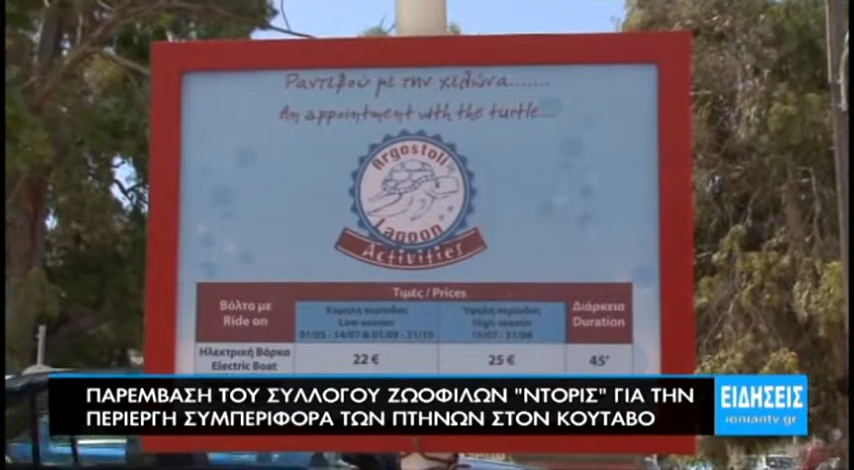 Ραντεβού με την χελώνα.......
An appointment with the turtle...
Argostoli
Lagoon
Activities
Τιμές / Prices
Βόλτα με
Ride on
Χαμηλή περίοδος
Low-season
01/05 - 14/07 & 01/09 - 31/10
Υψηλή περίοδος
High-season
15/07 - 31/08
Διάρκεια
Duration
Ηλεκτρική Βάρκα
Electric Boat
22 €
25 €
45'
ΠΑΡΕΜΒΑΣΗ ΤΟΥ ΣΥΛΛΟΓΟΥ ΖΩΟΦΙΛΩΝ "ΝΤΟΡΙΣ" ΓΙΑ ΤΗΝ
ΠΕΡΙΕΡΓΗ ΣΥΜΠΕΡΙΦΟΡΑ ΤΩΝ ΠΤΗΝΩΝ ΣΤΟΝ ΚΟΥΤΑΒΟ
ΕΙΔΗΣΕΙΣ
ioniantv.gr